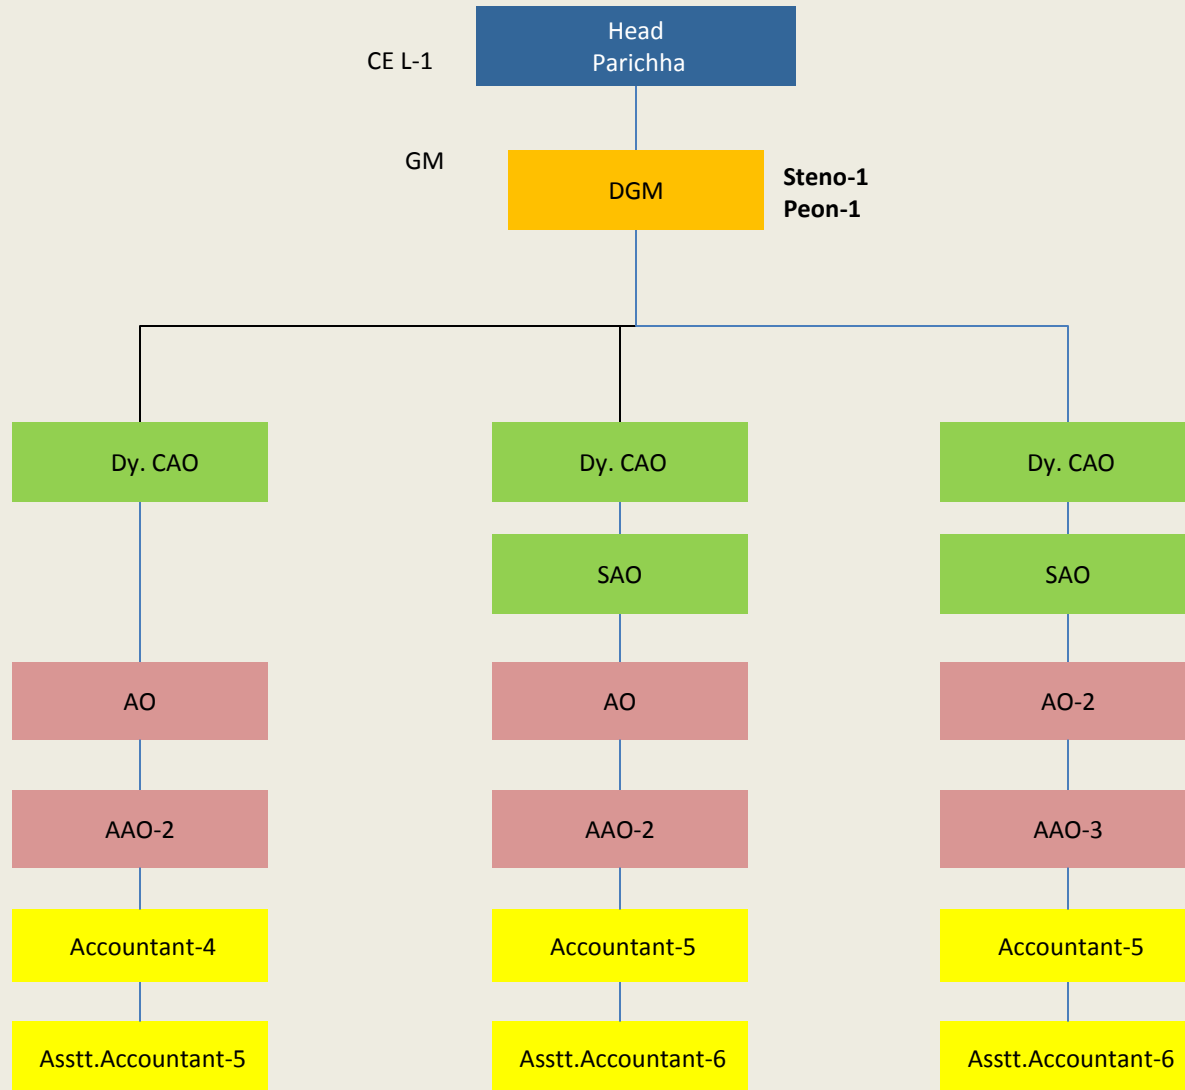 Head
Parichha
CE L-1
GM
DGM
Steno-1
Peon-1
Dy. CAO
Dy. CAO
Dy. CAO
SAO
SAO
AO
AO
AO-2
AAO-2
AAO-2
AAO-3
Accountant-4
Accountant-5
Accountant-5
Asstt.Accountant-5
Asstt.Accountant-6
Asstt.Accountant-6